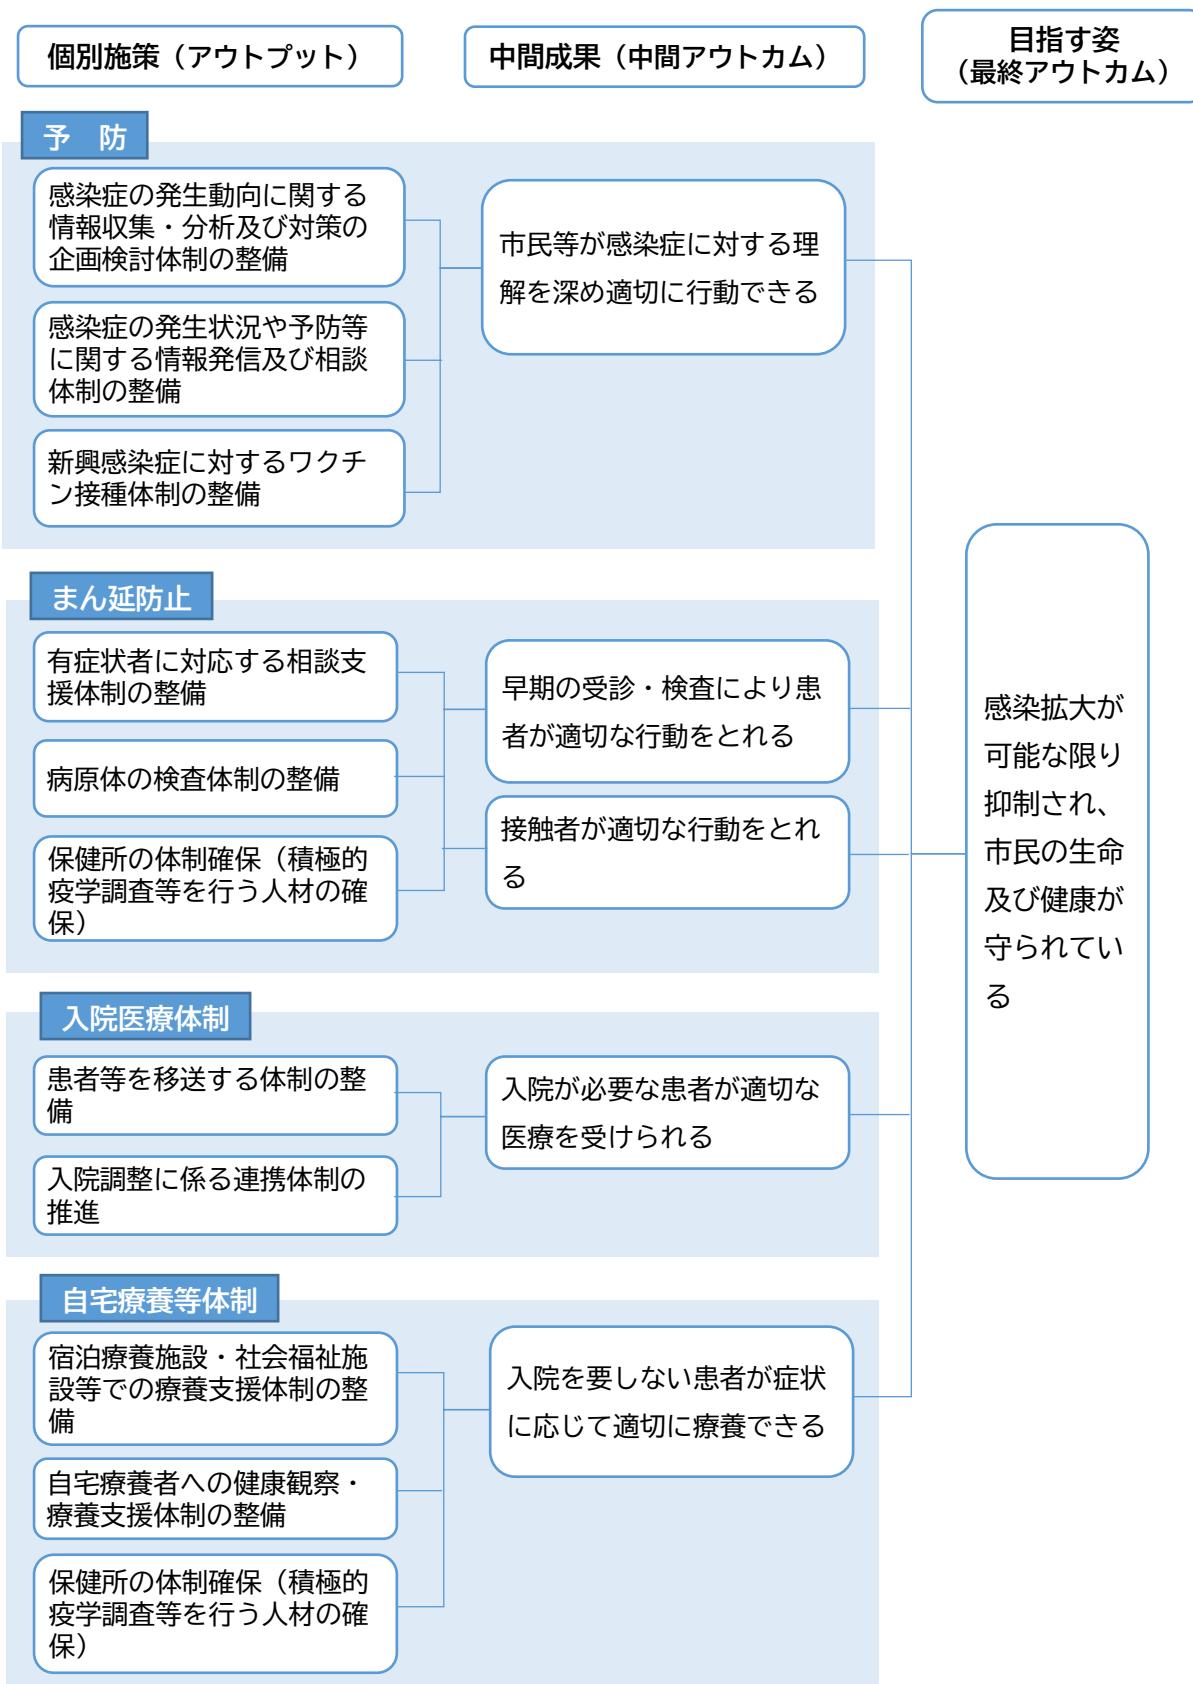 個別施策（アウトプット）
中間成果（中間アウトカム）
目指す姿
（最終アウトカム）
予　防
感染症の発生動向に関する
情報収集・分析及び対策の
企画検討体制の整備
感染症の発生状況や予防等
に関する情報発信及び相談
体制の整備
新興感染症に対するワクチ
ン接種体制の整備
市民等が感染症に対する理
解を深め適切に行動できる
まん延防止
有症状者に対応する相談支
援体制の整備
病原体の検査体制の整備
保健所の体制確保（積極的
疫学調査等を行う人材の確
保）
早期の受診・検査により患
者が適切な行動をとれる
接触者が適切な行動をとれ
る
入院医療体制
患者等を移送する体制の整
備
入院調整に係る連携体制の
推進
入院が必要な患者が適切な
医療を受けられる
自宅療養等体制
宿泊療養施設・社会福祉施
設等での療養支援体制の整
備
自宅療養者への健康観察・
療養支援体制の整備
保健所の体制確保（積極的
疫学調査等を行う人材の確
保）
入院を要しない患者が症状
に応じて適切に療養できる
感染拡大が
可能な限り
抑制され、
市民の生命
及び健康が
守られてい
る